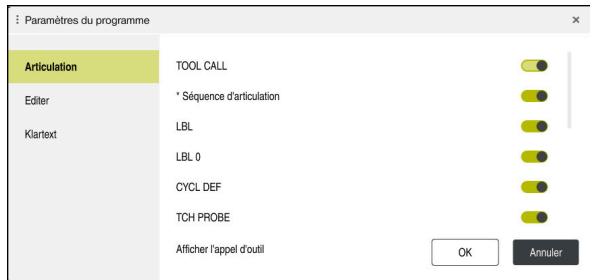 Paramètres du programme
Articulation
TOOL CALL
* Séquence d'articulation
Editer
LBL
Klartext
LBL 0
CYCL DEF
TCH PROBE
Afficher l'appel d'outil
OK
Annuler